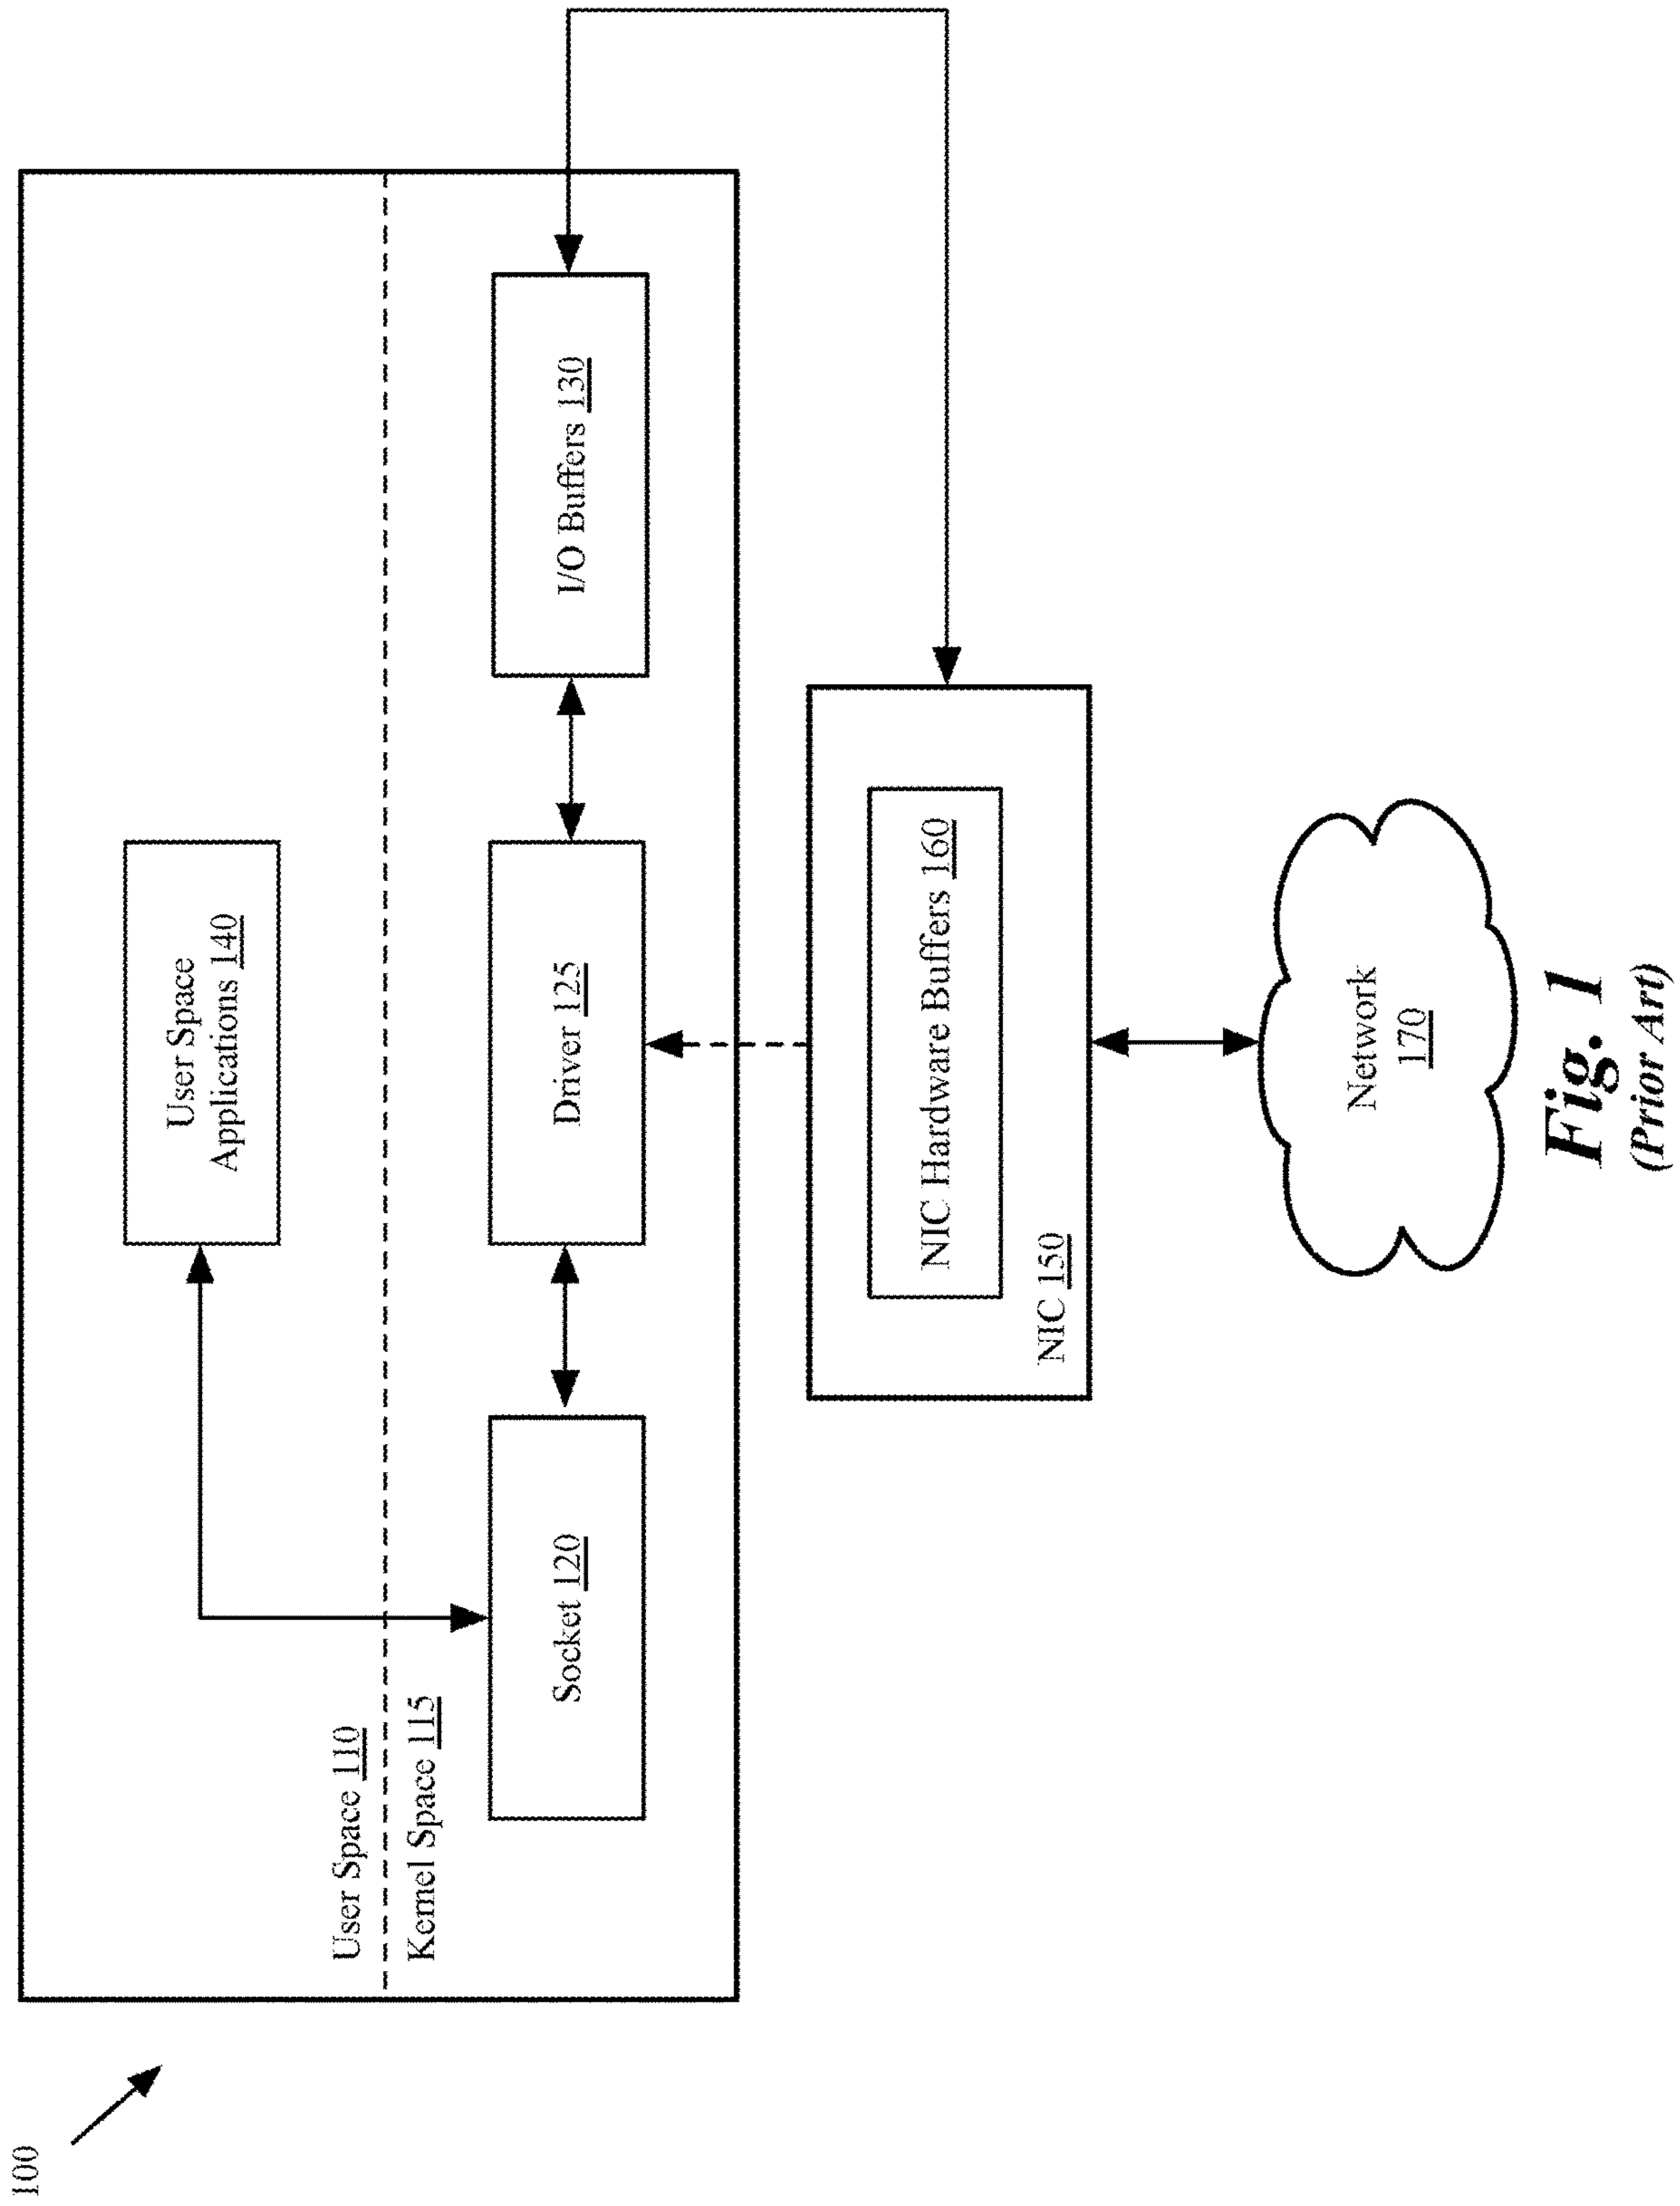 100
User Space
Applications 140
User Space 110
Kernel Space 115
Socket 120
Driver 125
I/O Buffers 130
NIC Hardware Buffers 160
NIC 150
Network
170
Fig. 1
(Prior Art)